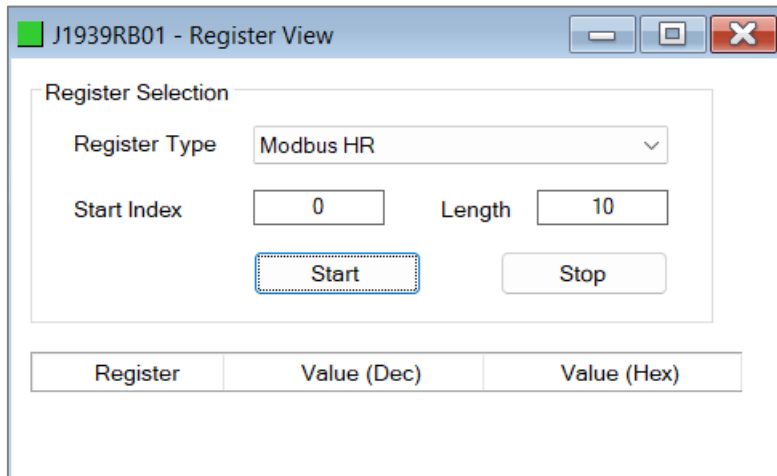 J1939RB01 - Register View
Register Selection
Register Type Modbus HR
Start Index 0 Length 10
Start Stop
Register Value (Dec) Value (Hex)